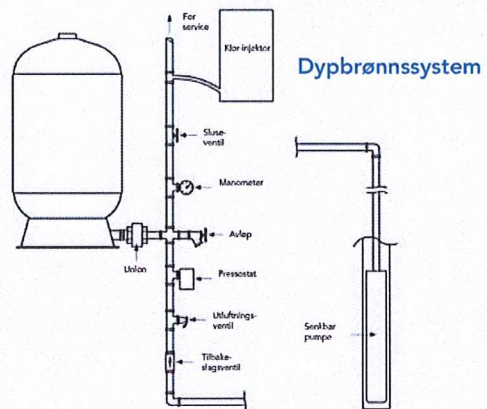 For
service
Klor-injektor
Dypbrønnssystem
Sluse-
ventil
Manometer
Avløp
Union
Pressostat
Utluftnings-
ventil
Senkbar
pumpe
Tilbake-
slagsventil